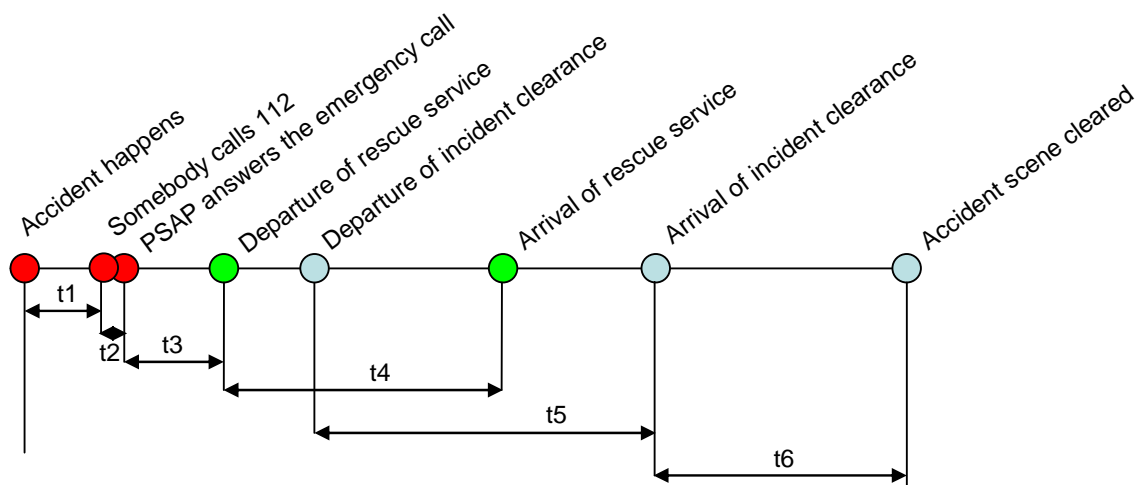 Accident happens
Somebody calls 112
PSAP answers the emergency call
Departure of rescue service
Departure of incident clearance
Arrival of rescue service
Arrival of incident clearance
Accident scene cleared
t1
t2
t3
t4
t5
t6